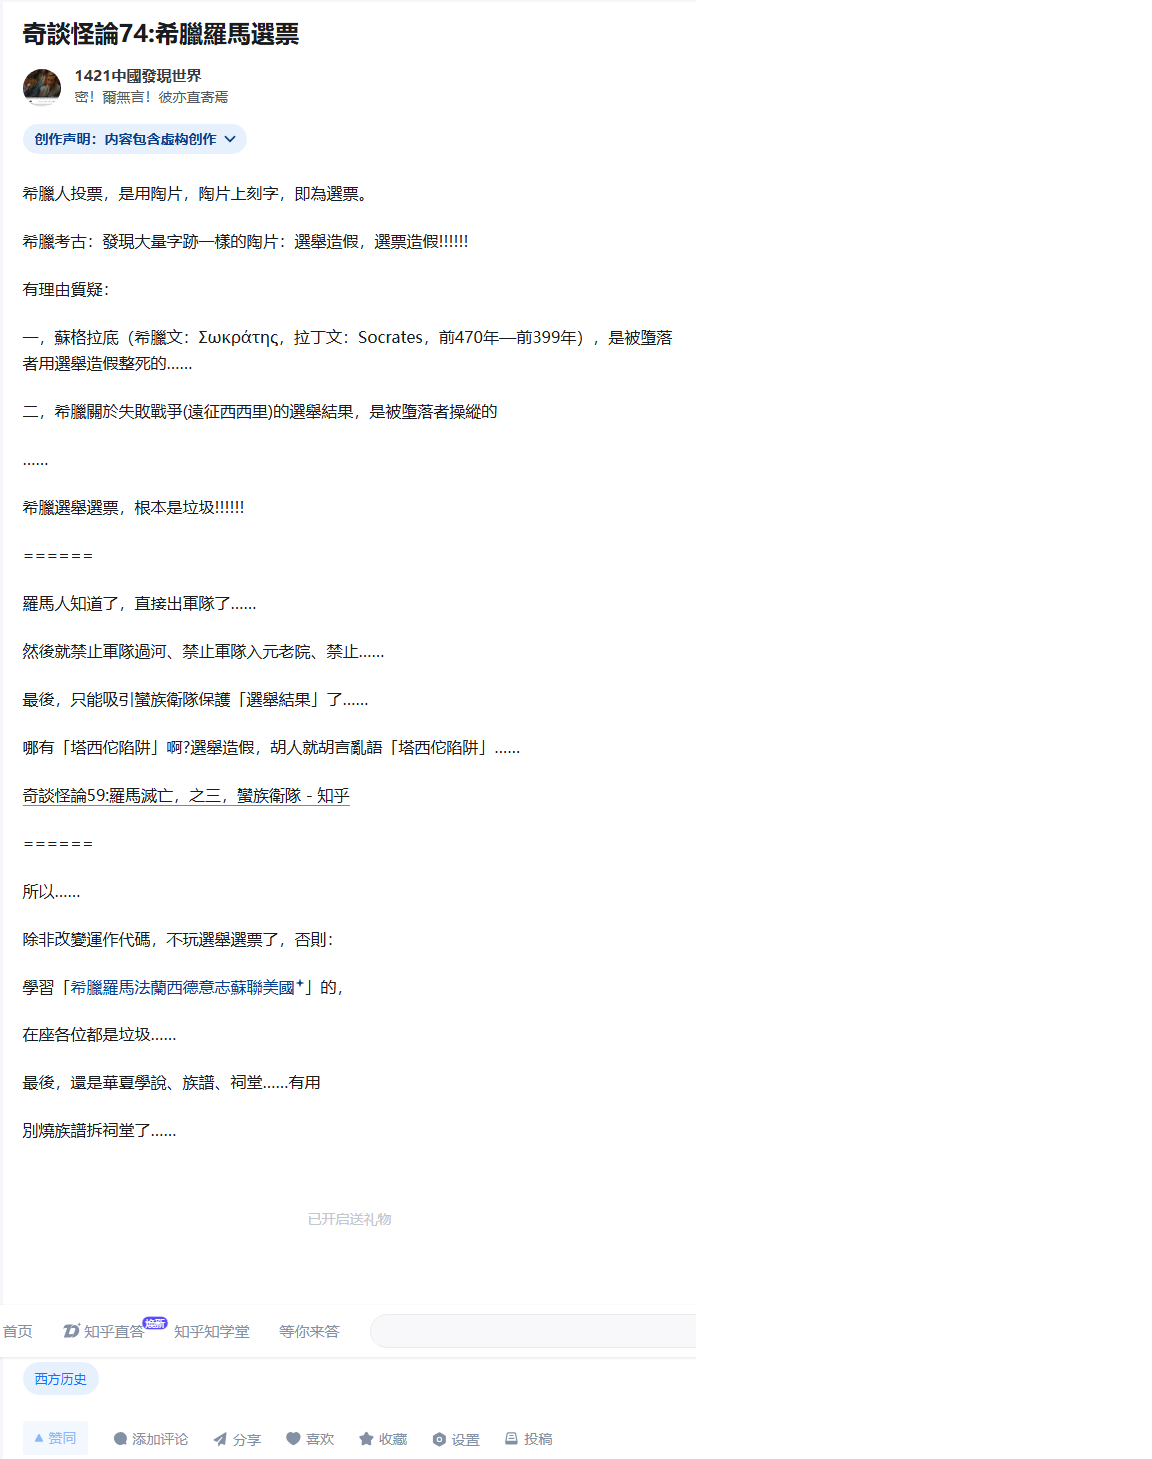 奇談怪論74:希臘羅馬選票
1421中國發現世界
密！爾無言！彼亦直寄焉
创作声明：内容包含虚构创作
希臘人投票，是用陶片，陶片上刻字，即為選票。
希臘考古：發現大量字跡一樣的陶片：選舉造假，選票造假!!!!!!
有理由質疑：
一，蘇格拉底（希臘文：Σωκράτης，拉丁文：Socrates，前470年—前399年），是被墮落
者用選舉造假整死的......
二，希臘關於失敗戰爭(遠征西西里)的選舉結果，是被墮落者操縱的
......
希臘選舉選票，根本是垃圾!!!!!!
======
羅馬人知道了，直接出軍隊了......
然後就禁止軍隊過河、禁止軍隊入元老院、禁止......
最後，只能吸引蠻族衛隊保護「選舉結果」了......
哪有「塔西佗陷阱」啊?選舉造假，胡人就胡言亂語「塔西佗陷阱」......
奇談怪論59:羅馬滅亡，之三，蠻族衛隊 - 知乎
======
所以......
除非改變運作代碼，不玩選舉選票了，否則：
學習「希臘羅馬法蘭西德意志蘇聯美國」的，
在座各位都是垃圾......
最後，還是華夏學說、族譜、祠堂......有用
別燒族譜拆祠堂了......
已开启送礼物
首页 知乎直答 焕新 知乎知学堂 等你来答
西方历史
赞同 添加评论 分享 喜欢 收藏 设置 投稿